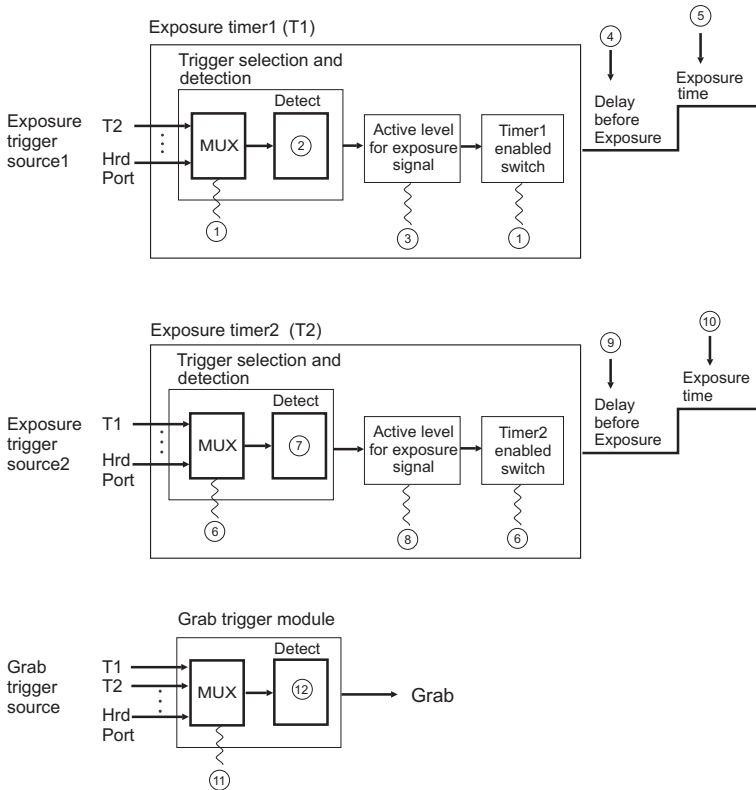 Exposure timer1 (T1)
Trigger selection and
detection
Detect
Exposure
trigger
source1
T2
Hrd
Port
MUX
2
1
Active level
for exposure
signal
3
Timer1
enabled
switch
1
4
Delay
before
Exposure
5
Exposure
time
Exposure timer2 (T2)
Trigger selection and
detection
Detect
Exposure
trigger
source2
T1
Hrd
Port
MUX
7
6
Active level
for exposure
signal
8
Timer2
enabled
switch
6
9
Delay
before
Exposure
10
Exposure
time
Grab trigger module
Detect
Grab
trigger
source
T1
T2
Hrd
Port
MUX
12
11
Grab